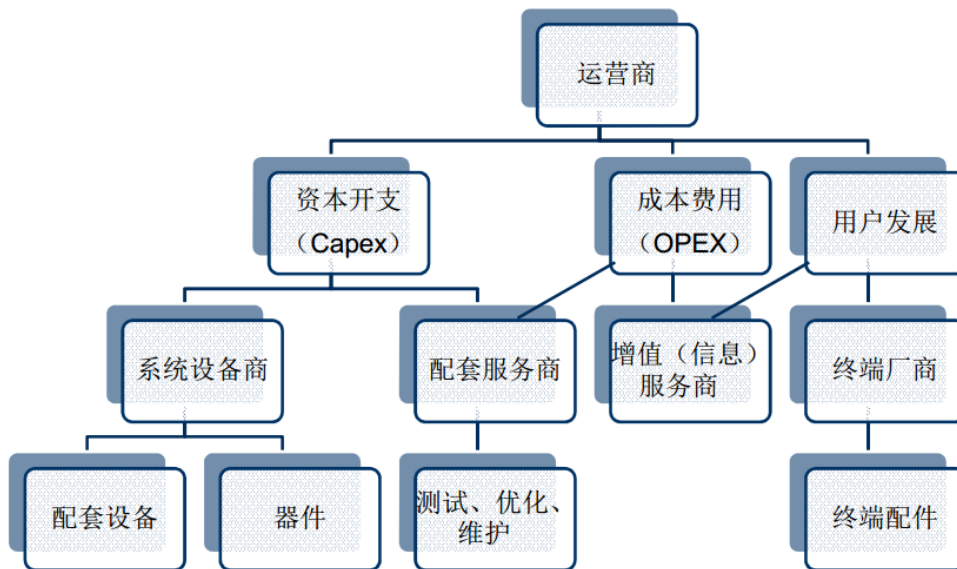 运营商
资本开支
（Capex）
成本费用
（OPEX）
用户发展
系统设备商
配套服务商
增值（信息）
服务商
终端厂商
配套设备
器件
测试、优化、
维护
终端配件